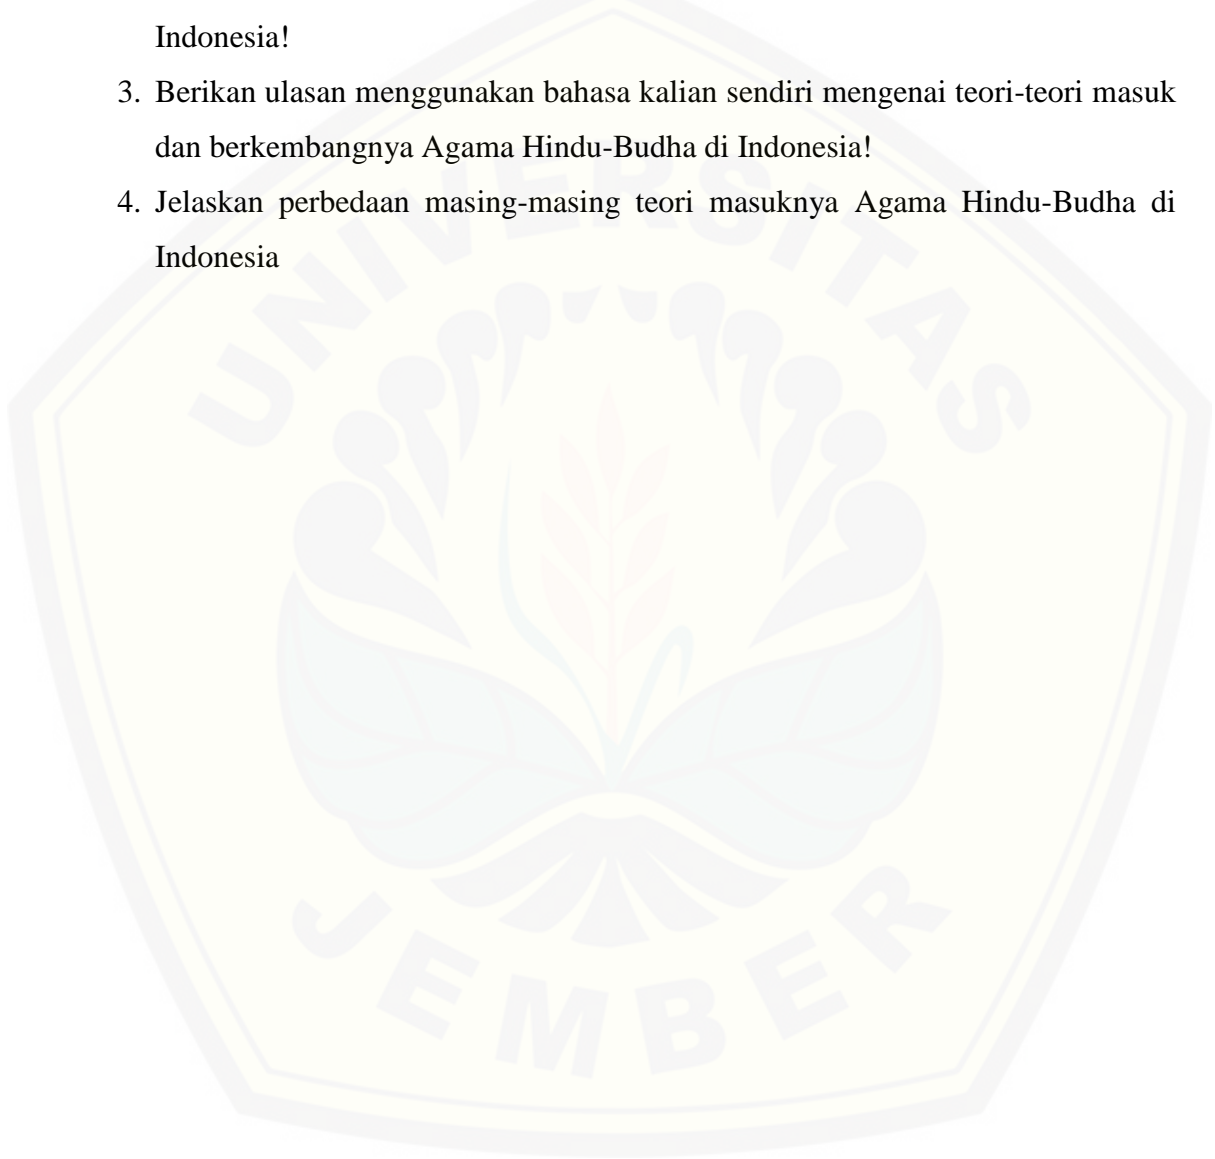 Indonesia!
3. Berikan ulasan menggunakan bahasa kalian sendiri mengenai teori-teori masuk
dan berkembangnya Agama Hindu-Budha di Indonesia!
4. Jelaskan perbedaan masing-masing teori masuknya Agama Hindu-Budha di
Indonesia
UNIVERSITAS
JEMBER